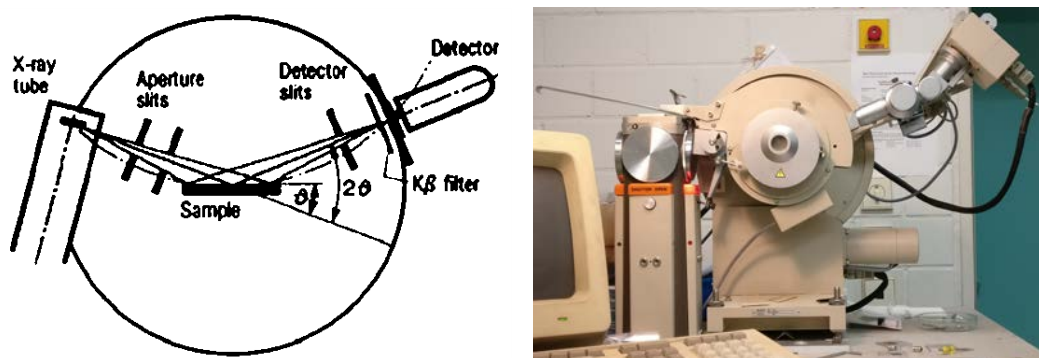 X-ray
tube
Aperture
slits
Detector
slits
Detector
Kβ filter
Sample
ϑ
2ϑ